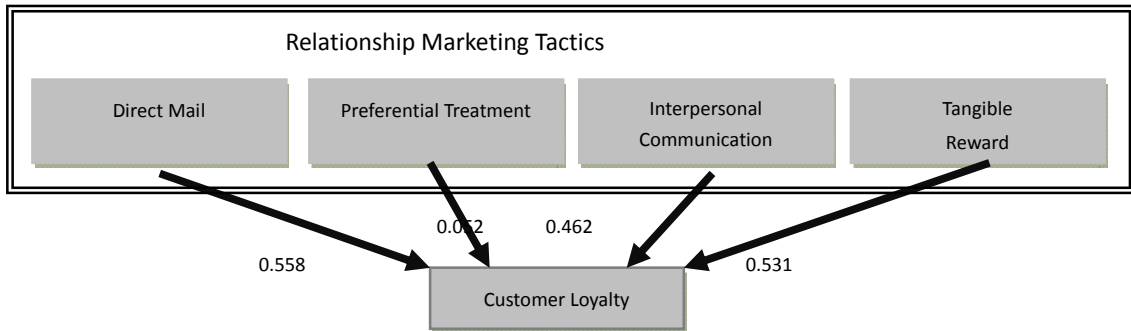 Relationship Marketing Tactics
Direct Mail
Preferential Treatment
Interpersonal
Communication
Tangible
Reward
0.462
0.558
0.531
Customer Loyalty